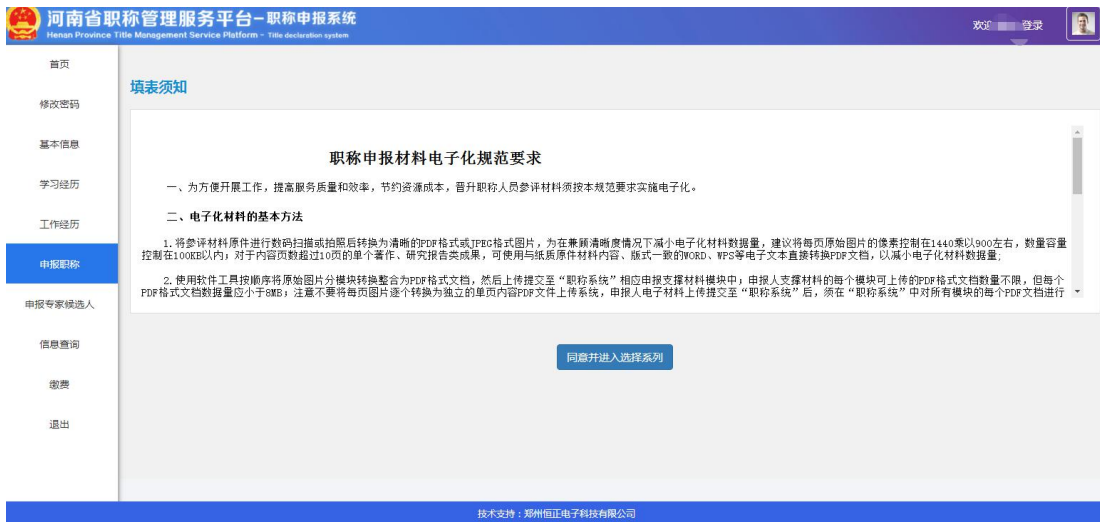 河南省职称管理服务平台-职称申报系统
Henan Province Title Management Service Platform - Title declaration system
欢迎 登录
首页
修改密码
基本信息
学习经历
工作经历
申报职称
申报专家候选人
信息查询
缴费
退出
填表须知
职称申报材料电子化规范要求
一、为方便开展工作，提高服务质量和效率，节约资源成本，晋升职称人员参评材料须按本规范要求实施电子化。
二、电子化材料的基本方法
1.将参评材料原件进行数码扫描或拍照后转换为清晰的PDF格式或JPEG格式图片，为在兼顾清晰度情况下减小电子化材料数据量，建议将每页原始图片的像素控制在1440乘以900左右，数量容量
控制在100KB以内；对于内容页数超过10页的单个著作、研究报告类成果，可使用与纸质原件材料内容、版式一致的WORD、WPS等电子文本直接转换PDF文档，以减小电子化材料数据量；
2.使用软件工具按顺序将原始图片分模块转换整合为PDF格式文档，然后上传提交至“职称系统”相应申报支撑材料模块中；申报人支撑材料的每个模块可上传的PDF格式文档数量不限，但每个
PDF格式文档数据量应小于8MB；注意不要将每页图片逐个转换为独立的单页内容PDF文件上传系统，申报人电子材料上传提交至“职称系统”后，须在“职称系统”中对所有模块的每个PDF文档进行
同意并进入选择系列
技术支持：郑州恒正电子科技有限公司